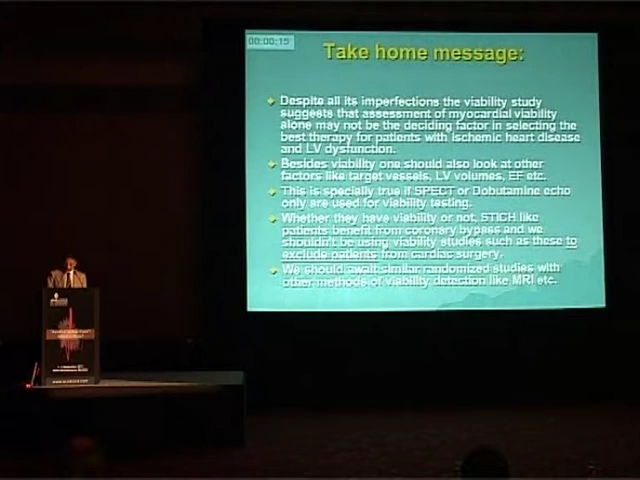 00:00:15
Take home message:
Despite all its imperfections the viability study
suggests that assessment of myocardial viability
alone may not be the deciding factor in selecting the
best therapy for patients with ischemic heart disease
and LV dysfunction.
Besides viability one should also look at other
factors like target vessels, LV volumes, EF etc.
This is specially true if SPECT or Dobutamine echo
only are used for viability testing.
Whether they have viability or not, STICH like
patients benefit from coronary bypass and we
shouldn't be using viability studies such as these to
exclude patients from cardiac surgery.
We should await similar randomized studies with
other methods of viability detection like MRI etc.